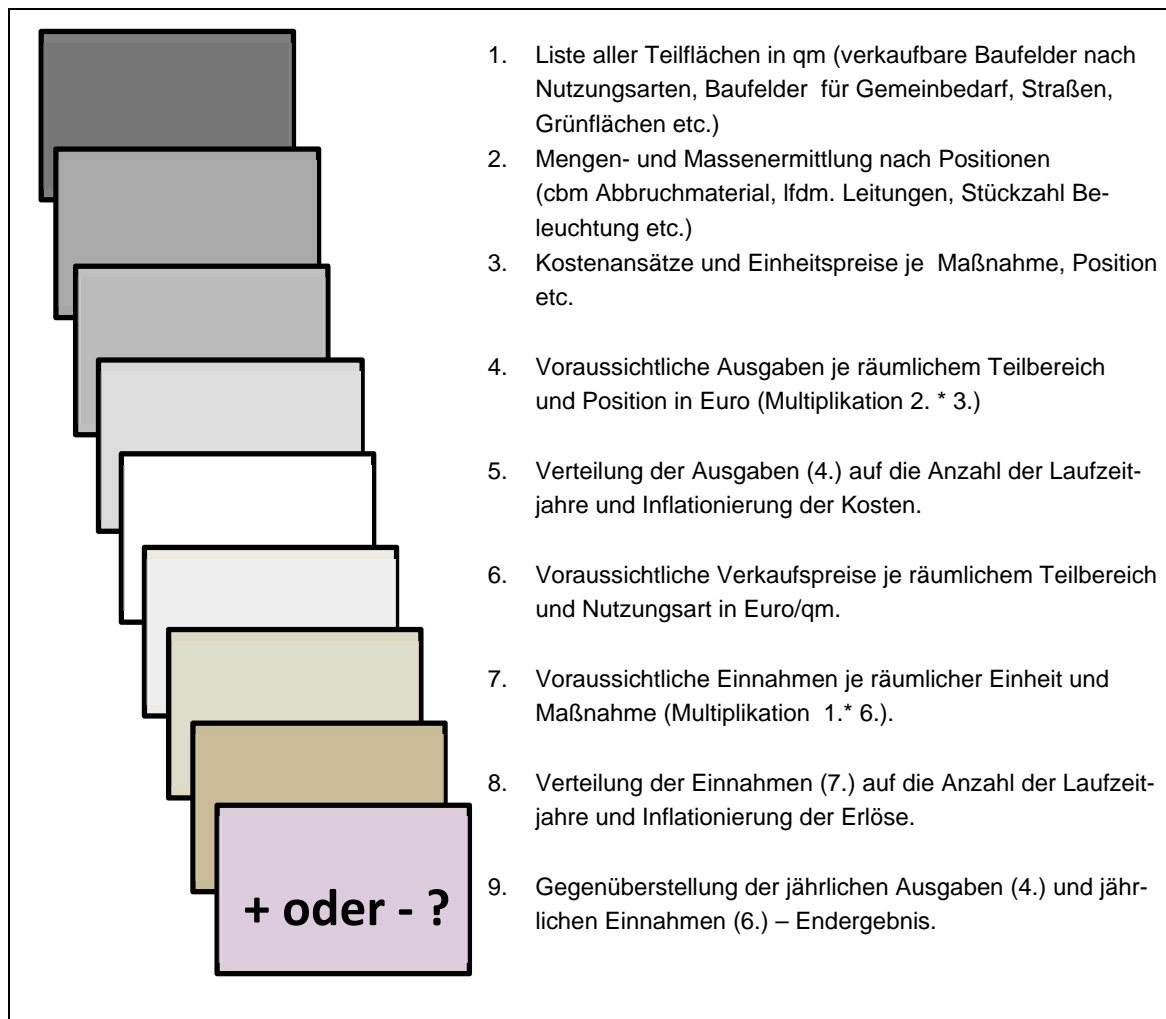 1. Liste aller Teilflächen in qm (verkaufbare Baufelder nach
Nutzungsarten, Baufelder für Gemeinbedarf, Straßen,
Grünflächen etc.)
2. Mengen- und Massenermittlung nach Positionen
(cbm Abbruchmaterial, lfdm. Leitungen, Stückzahl Be-
leuchtung etc.)
3. Kostenansätze und Einheitspreise je Maßnahme, Position
etc.
4. Voraussichtliche Ausgaben je räumlichem Teilbereich
und Position in Euro (Multiplikation 2. * 3.)
5. Verteilung der Ausgaben (4.) auf die Anzahl der Laufzeit-
jahre und Inflationierung der Kosten.
6. Voraussichtliche Verkaufspreise je räumlichem Teilbereich
und Nutzungsart in Euro/qm.
7. Voraussichtliche Einnahmen je räumlicher Einheit und
Maßnahme (Multiplikation 1.* 6.).
8. Verteilung der Einnahmen (7.) auf die Anzahl der Laufzeit-
jahre und Inflationierung der Erlöse.
9. Gegenüberstellung der jährlichen Ausgaben (4.) und jähr-
lichen Einnahmen (6.) – Endergebnis.
+ oder - ?